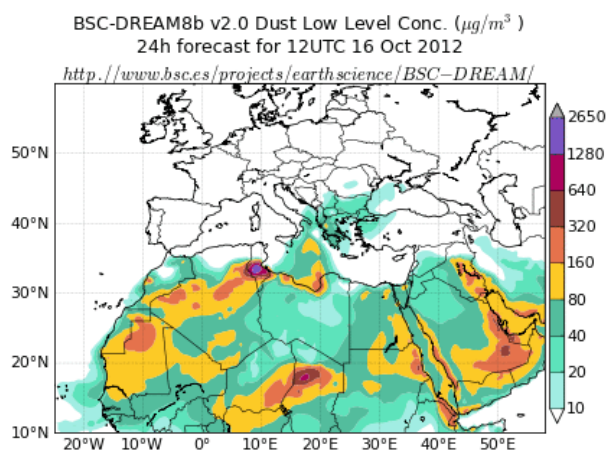 BSC-DREAM8b v2.0 Dust Low Level Conc. (μg/m³ )
24h forecast for 12UTC 16 Oct 2012
http://www.bsc.es/projects/earthscience/BSC−DREAM/
2650
1280
640
320
160
80
40
20
10
50°N
40°N
30°N
20°N
10°N
20°W 10°W 0° 10°E 20°E 30°E 40°E 50°E